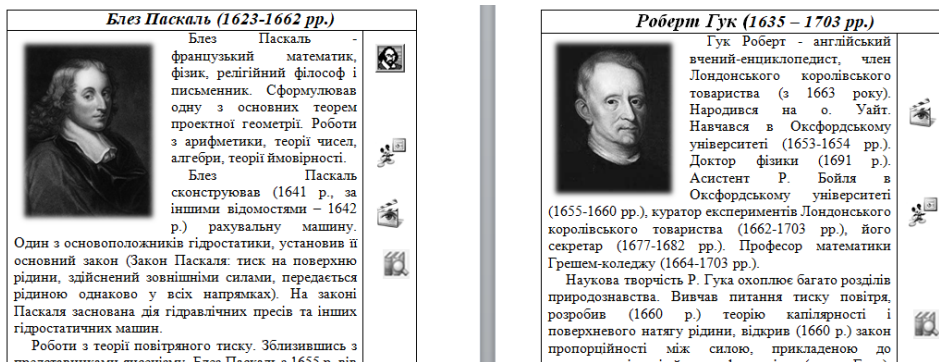 Блез Паскаль (1623-1662 рр.)
Блез Паскаль -
французький математик,
фізик, релігійний філософ і
письменник. Сформулював
одну з основних теорем
проектної геометрії. Роботи
з арифметики, теорії чисел,
алгебри, теорії ймовірності.
Блез Паскаль
сконструював (1641 р., за
іншими відомостями – 1642
р.) рахувальну машину.
Один з основоположників гідростатики, установив її
основний закон (Закон Паскаля: тиск на поверхню
рідини, здійснений зовнішніми силами, передається
рідиною однаково у всіх напрямках). На законі
Паскаля заснована дія гідравлічних пресів та інших
гідростатичних машин.
Роботи з теорії повітряного тиску. Зблизившись з
Роберт Гук (1635 – 1703 рр.)
Гук Роберт - англійський
вчений-енциклопедист, член
Лондонського королівського
товариства (з 1663 року).
Народився на о. Уайт.
Навчався в Оксфордському
університеті (1653-1654 рр.).
Доктор фізики (1691 р.).
Асистент Р. Бойля в
Оксфордському університеті
(1655-1660 рр.), куратор експериментів Лондонського
королівського товариства (1662-1703 рр.), його
секретар (1677-1682 рр.). Професор математики
Грешем-коледжу (1664-1703 рр.).
Наукова творчість Р. Гука охоплює багато розділів
природознавства. Вивчав питання тиску повітря,
розробив (1660 р.) теорію капілярності і
поверхневого натягу рідини, відкрив (1660 р.) закон
пропорційності між силою, прикладеною до